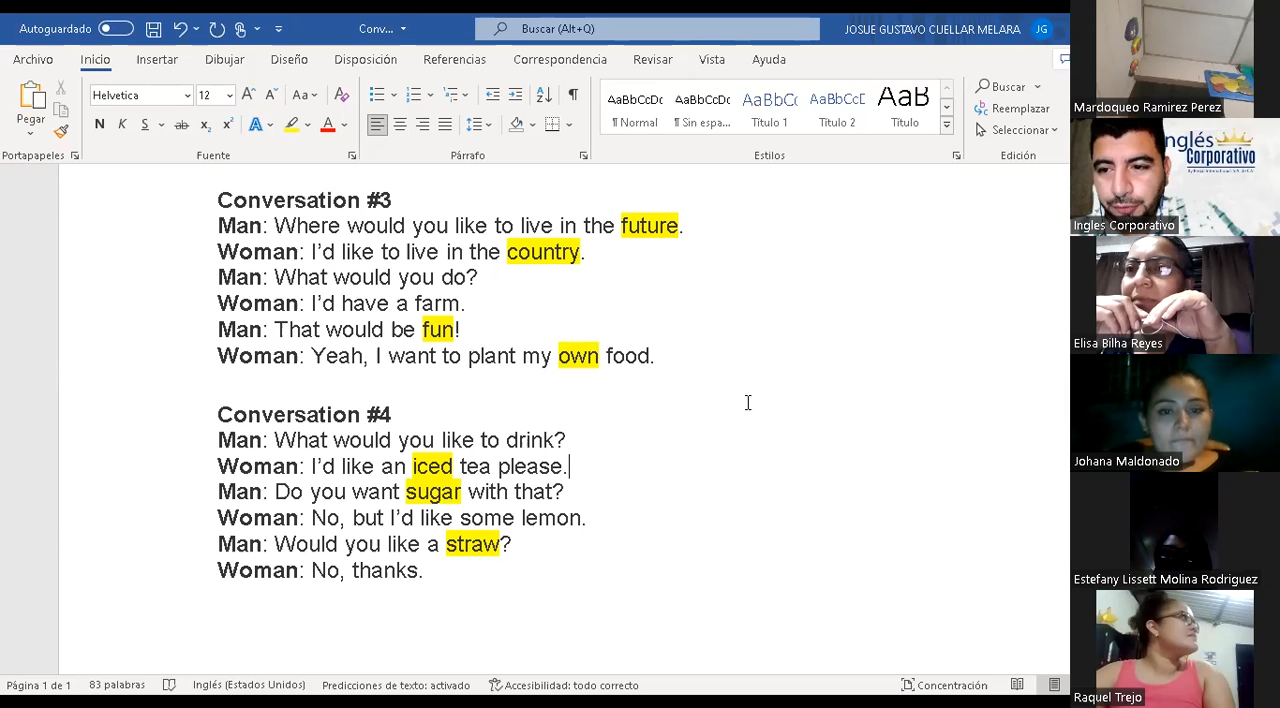 Autoguardado
Conv...
Buscar (Alt+Q)
JOSUE GUSTAVO CUELLAR MELARA
JG
Archivo
Inicio
Insertar
Dibujar
Diseño
Disposición
Referencias
Correspondencia
Revisar
Vista
Ayuda
Pegar
Helvetica
12
Aa
N K S ab x₂ x²
Portapapeles
Fuente
Párrafo
AaBbCcDc
¶ Normal
AaBbCcDc
¶ Sin espa...
AaBbCc
Título 1
AaBbCcD
Título 2
AaB
Título
Estilos
Buscar
Reemplazar
Seleccionar
Edición
Conversation #3
Man: Where would you like to live in the future.
Woman: I’d like to live in the country.
Man: What would you do?
Woman: I’d have a farm.
Man: That would be fun!
Woman: Yeah, I want to plant my own food.
Conversation #4
Man: What would you like to drink?
Woman: I’d like an iced tea please.
Man: Do you want sugar with that?
Woman: No, but I’d like some lemon.
Man: Would you like a straw?
Woman: No, thanks.
Página 1 de 1
83 palabras
Inglés (Estados Unidos)
Predicciones de texto: activado
Accesibilidad: todo correcto
Concentración
Mardoqueo Ramirez Perez
Inglés
Corporativo
Ingles Corporativo
Elisa Bilha Reyes
Johana Maldonado
Estefany Lissett Molina Rodriguez
Raquel Trejo